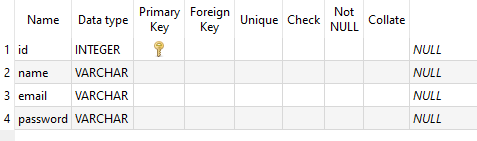 Name Data type Primary Key Foreign Key Unique Check Not NULL Collate
1 id INTEGER NULL
2 name VARCHAR NULL
3 email VARCHAR NULL
4 password VARCHAR NULL